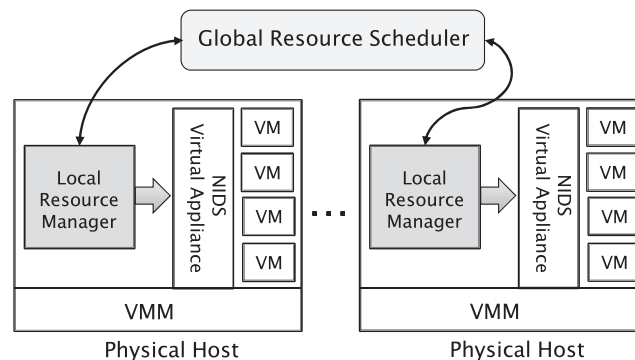 Global Resource Scheduler
Local
Resource
Manager
NIDS
Virtual Appliance
VM
VM
VM
VM
VMM
Physical Host
...
Local
Resource
Manager
NIDS
Virtual Appliance
VM
VM
VM
VM
VMM
Physical Host